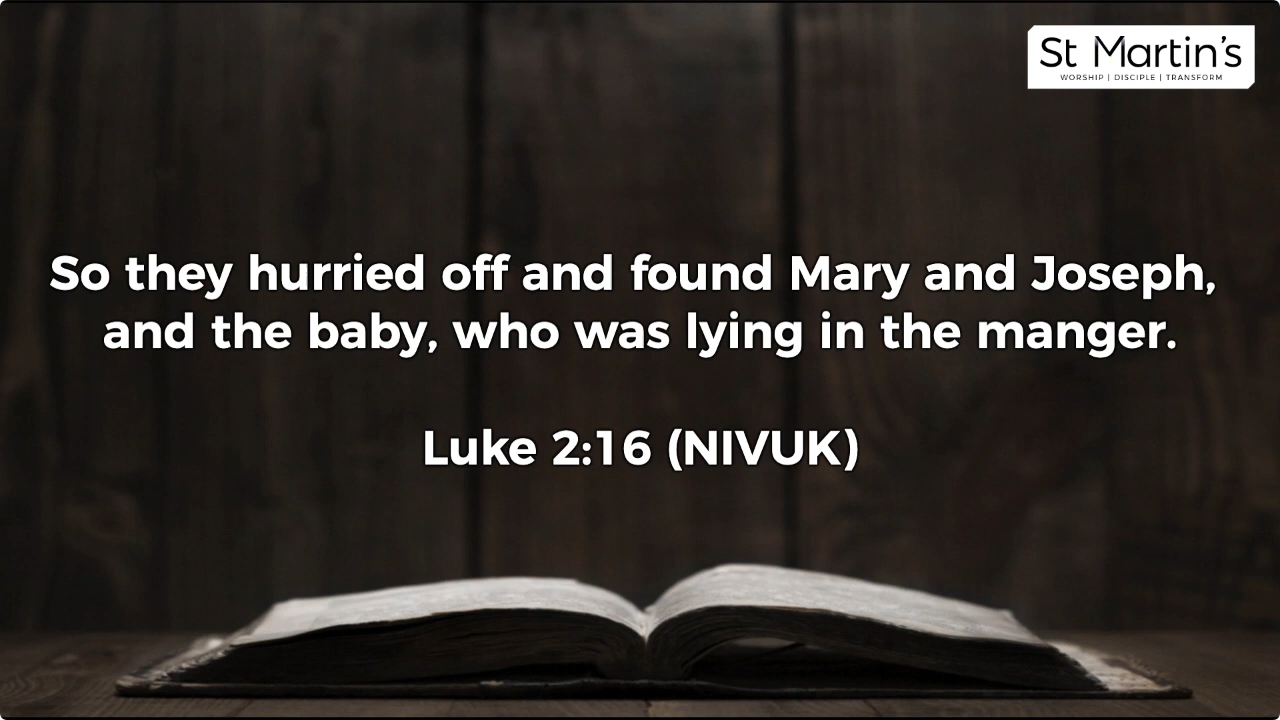 St Martin's
WORSHIP | DISCIPLE | TRANSFORM
So they hurried off and found Mary and Joseph,
and the baby, who was lying in the manger.
Luke 2:16 (NIVUK)